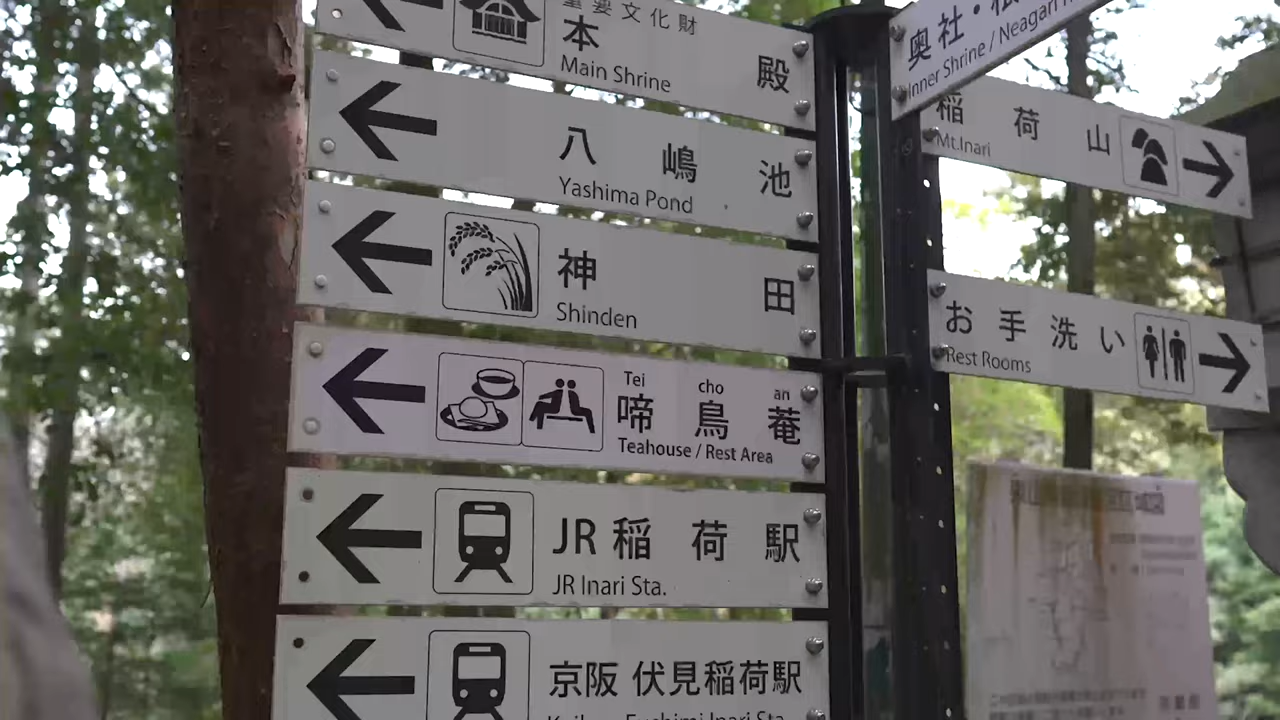 重要文化財
本殿
Main Shrine
八嶋池
Yashima Pond
神田
Shinden
Tei cho an
啼鳥菴
Teahouse / Rest Area
JR稲荷駅
JR Inari Sta.
京阪 伏見稲荷駅
Inari Sta.
奥社・
Inner Shrine / Neagari
稲荷山
Mt.Inari
お手洗い
Rest Rooms